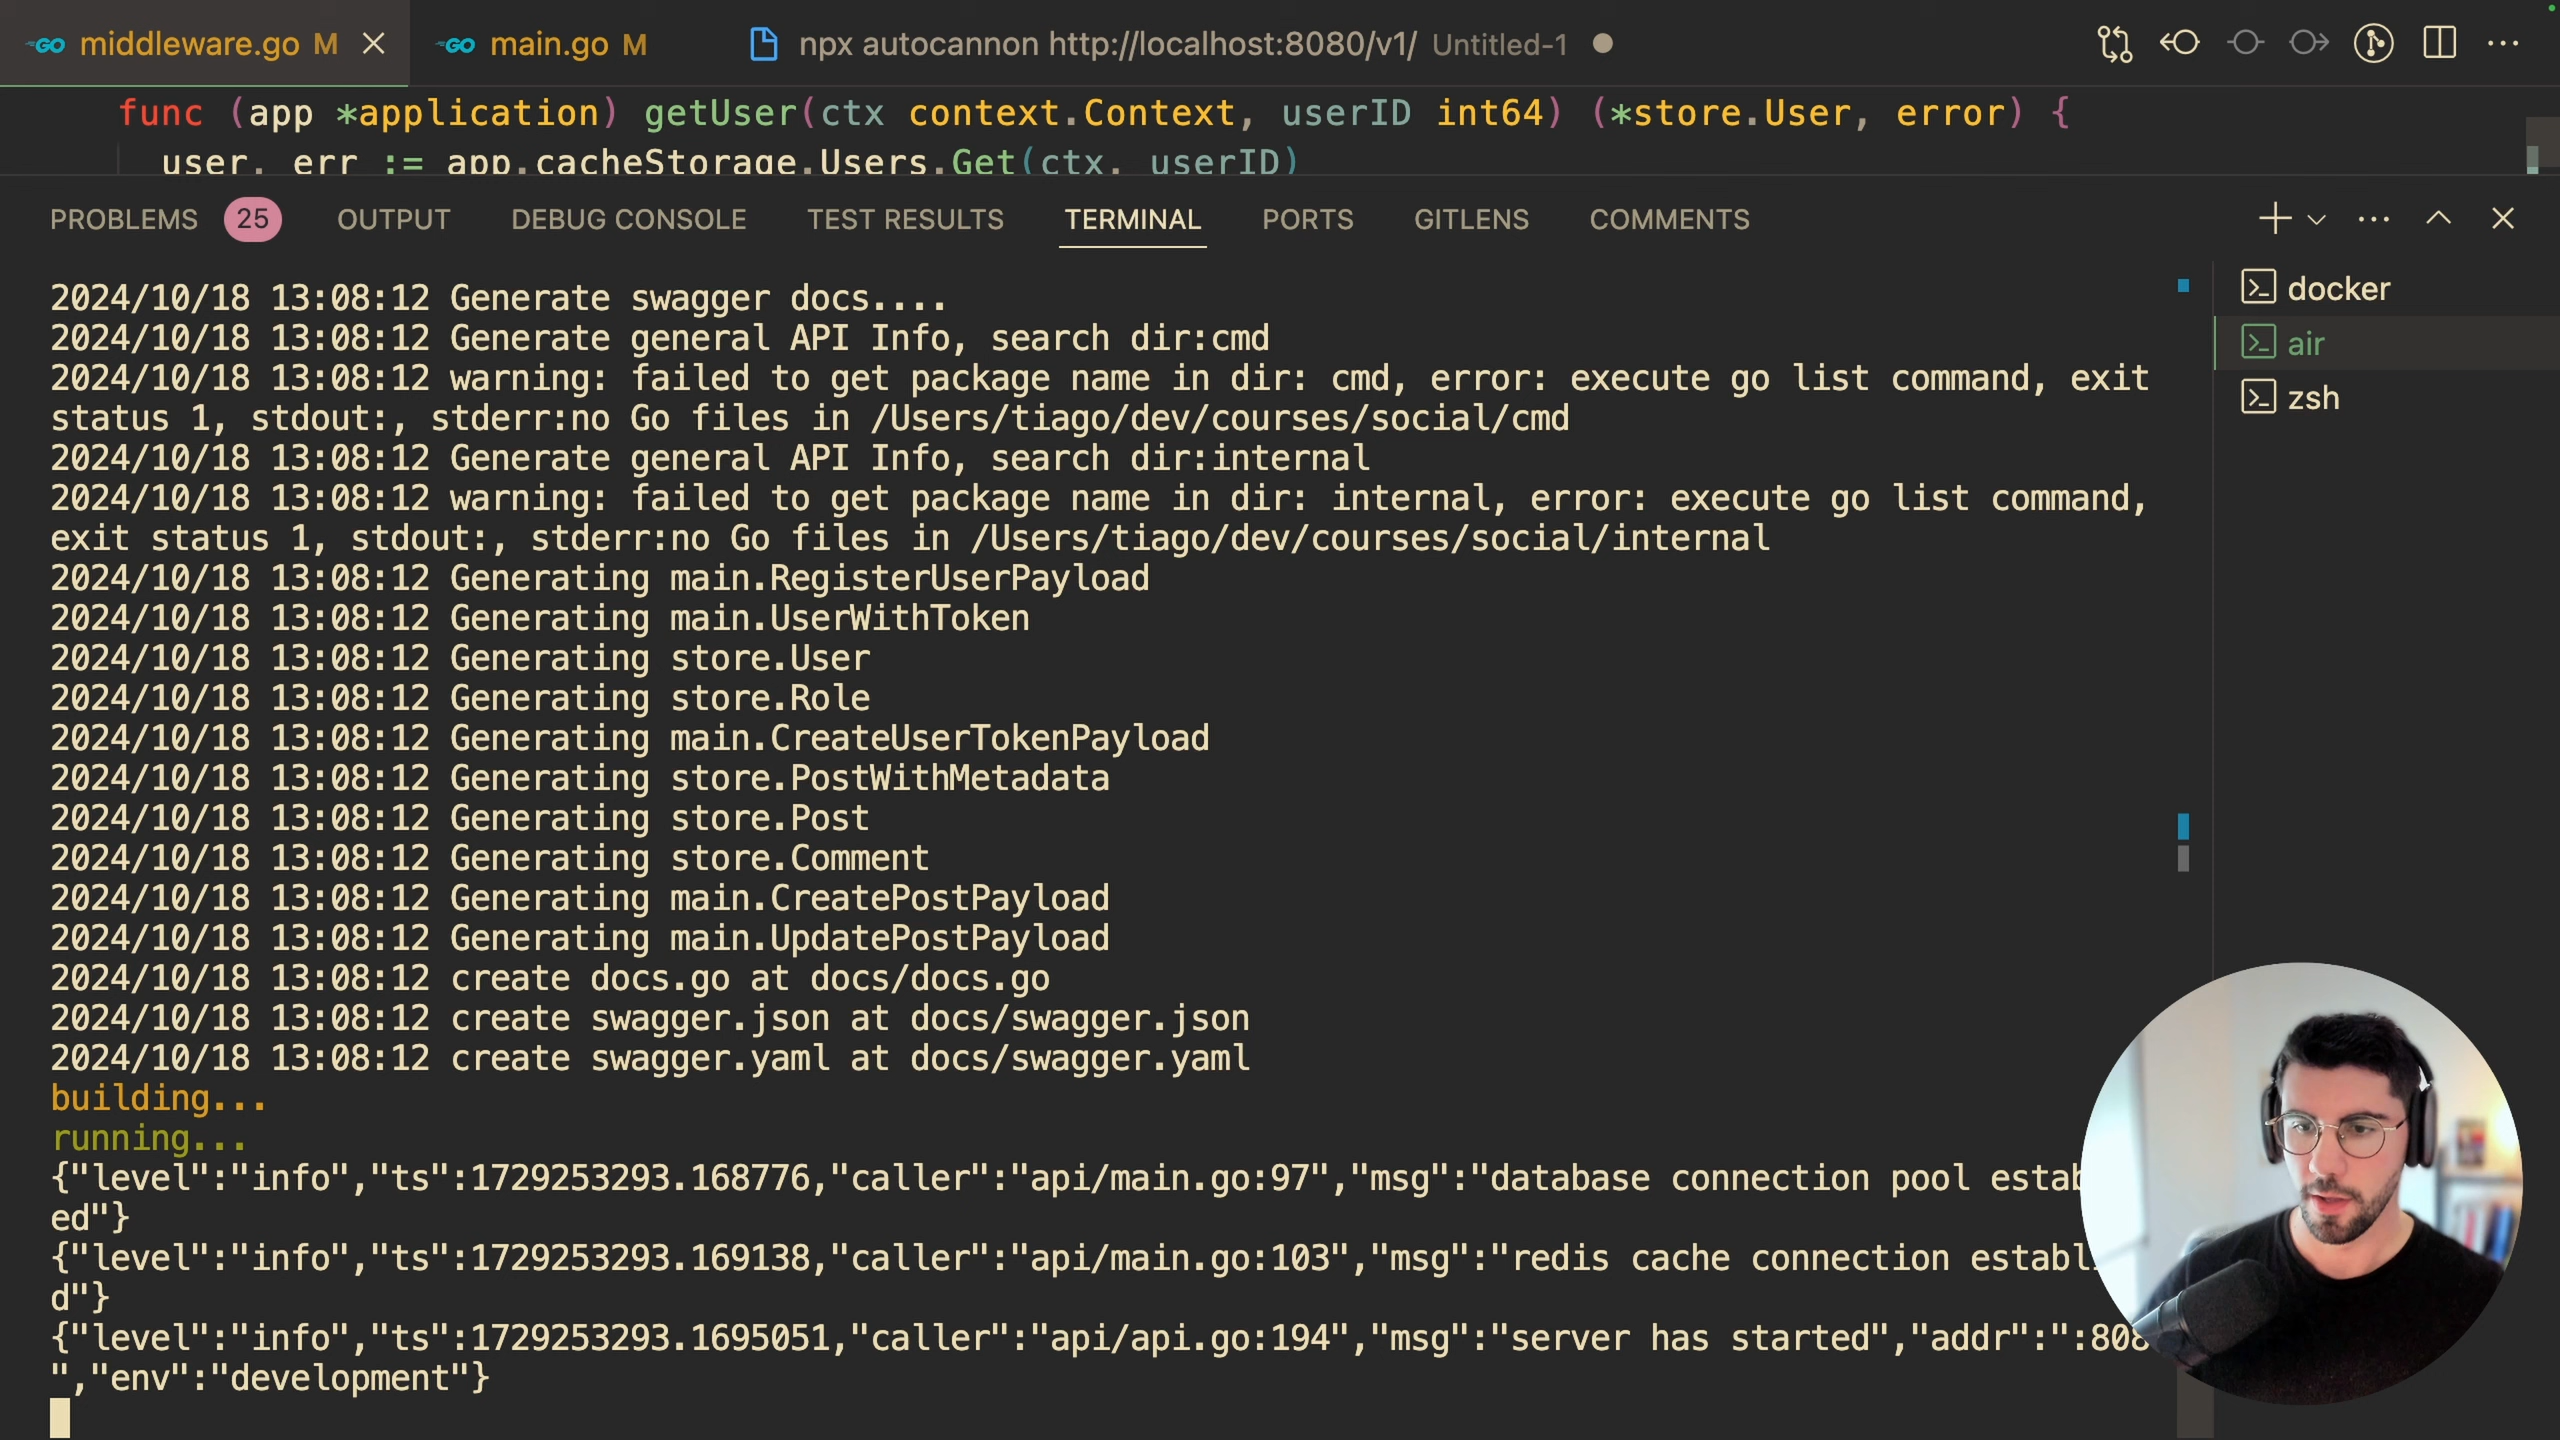 middleware.go M
main.go M
npx autocannon http://localhost:8080/v1/ Untitled-1
func (app *application) getUser(ctx context.Context, userID int64) (*store.User, error) {
user, err := app.cacheStorage.Users.Get(ctx, userID)
PROBLEMS 25 OUTPUT DEBUG CONSOLE TEST RESULTS TERMINAL PORTS GITLENS COMMENTS
docker
air
zsh
2024/10/18 13:08:12 Generate swagger docs....
2024/10/18 13:08:12 Generate general API Info, search dir:cmd
2024/10/18 13:08:12 warning: failed to get package name in dir: cmd, error: execute go list command, exit
status 1, stdout:, stderr:no Go files in /Users/tiago/dev/courses/social/cmd
2024/10/18 13:08:12 Generate general API Info, search dir:internal
2024/10/18 13:08:12 warning: failed to get package name in dir: internal, error: execute go list command,
exit status 1, stdout:, stderr:no Go files in /Users/tiago/dev/courses/social/internal
2024/10/18 13:08:12 Generating main.RegisterUserPayload
2024/10/18 13:08:12 Generating main.UserWithToken
2024/10/18 13:08:12 Generating store.User
2024/10/18 13:08:12 Generating store.Role
2024/10/18 13:08:12 Generating main.CreateUserTokenPayload
2024/10/18 13:08:12 Generating store.PostWithMetadata
2024/10/18 13:08:12 Generating store.Post
2024/10/18 13:08:12 Generating store.Comment
2024/10/18 13:08:12 Generating main.CreatePostPayload
2024/10/18 13:08:12 Generating main.UpdatePostPayload
2024/10/18 13:08:12 create docs.go at docs/docs.go
2024/10/18 13:08:12 create swagger.json at docs/swagger.json
2024/10/18 13:08:12 create swagger.yaml at docs/swagger.yaml
building...
running...
{"level":"info","ts":1729253293.168776,"caller":"api/main.go:97","msg":"database connection pool estab
ed"}
{"level":"info","ts":1729253293.169138,"caller":"api/main.go:103","msg":"redis cache connection establ
d"}
{"level":"info","ts":1729253293.1695051,"caller":"api/api.go:194","msg":"server has started","addr":":808
","env":"development"}